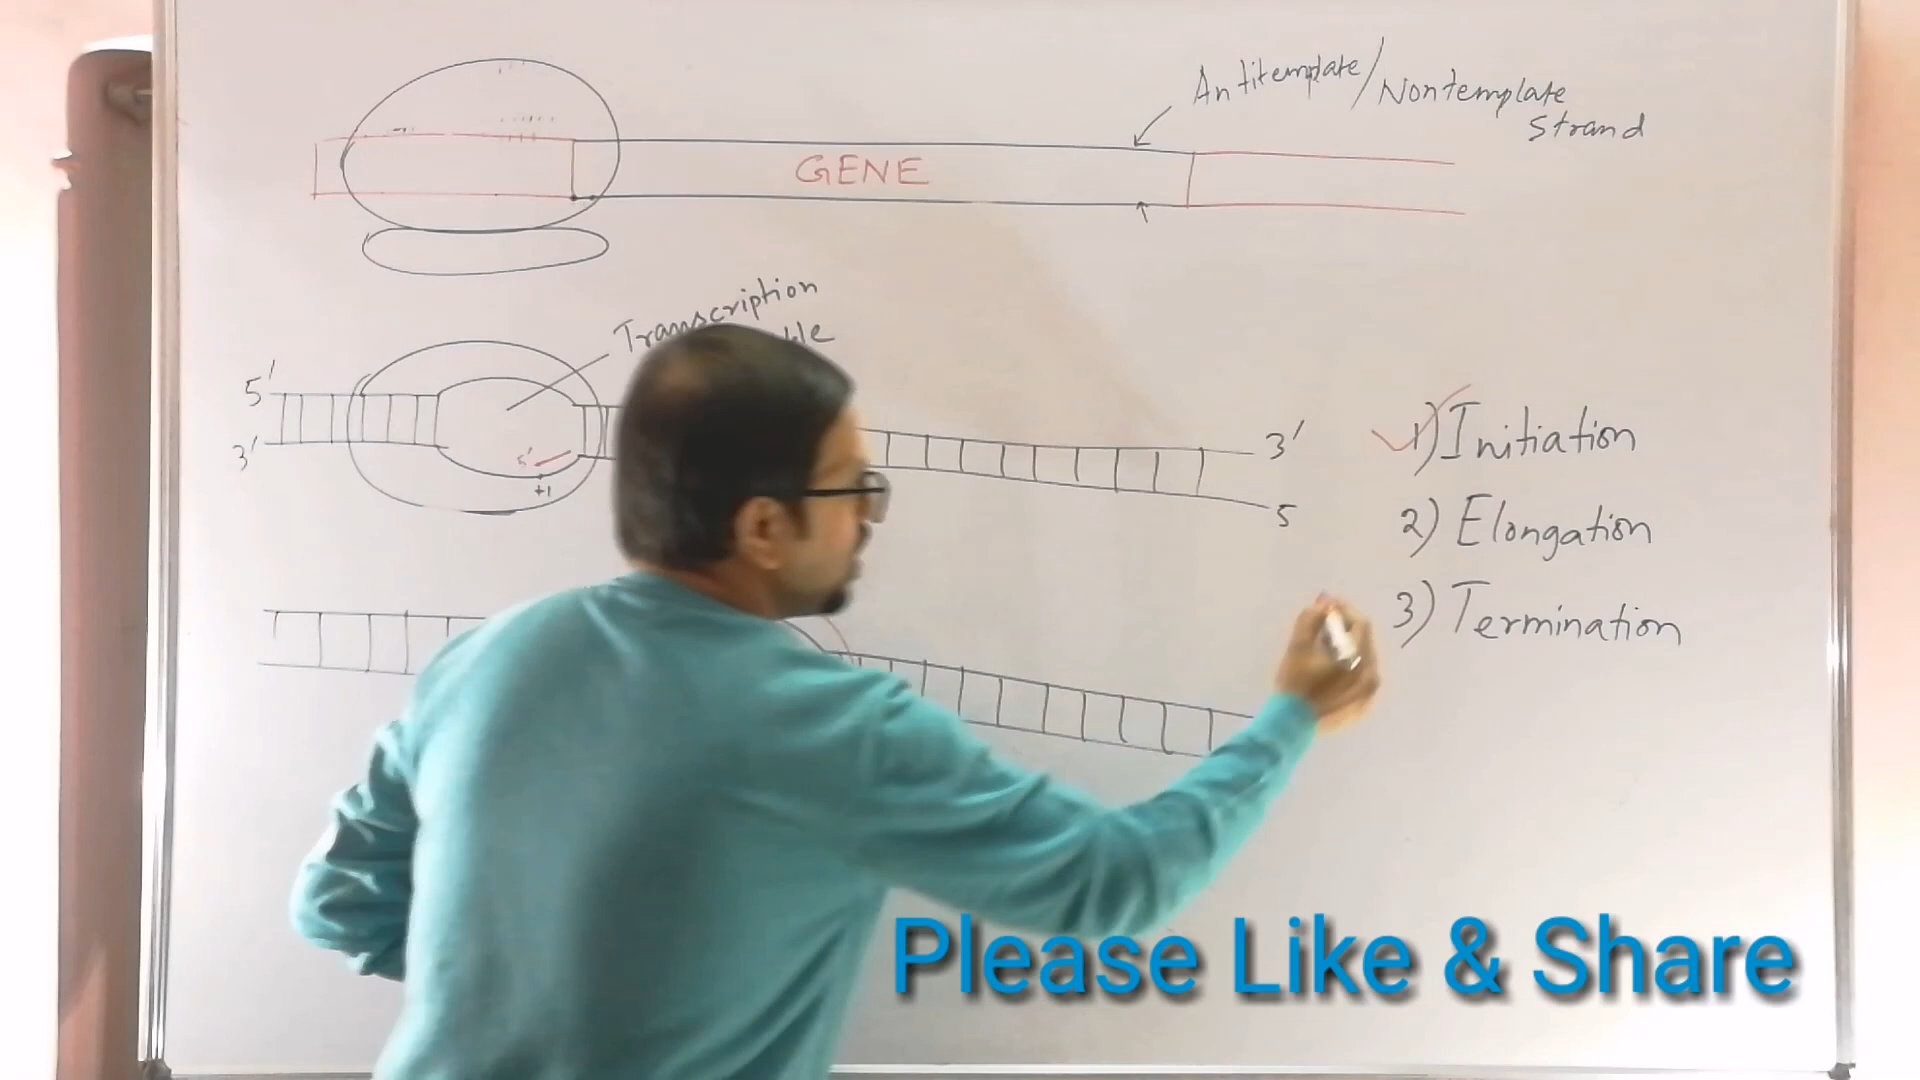 Antitemplate/Nontemplate
Strand
GENE
Transcription
5'
3'
5'
+1
3'
5
1) Initiation
2) Elongation
3) Termination
Please Like & Share